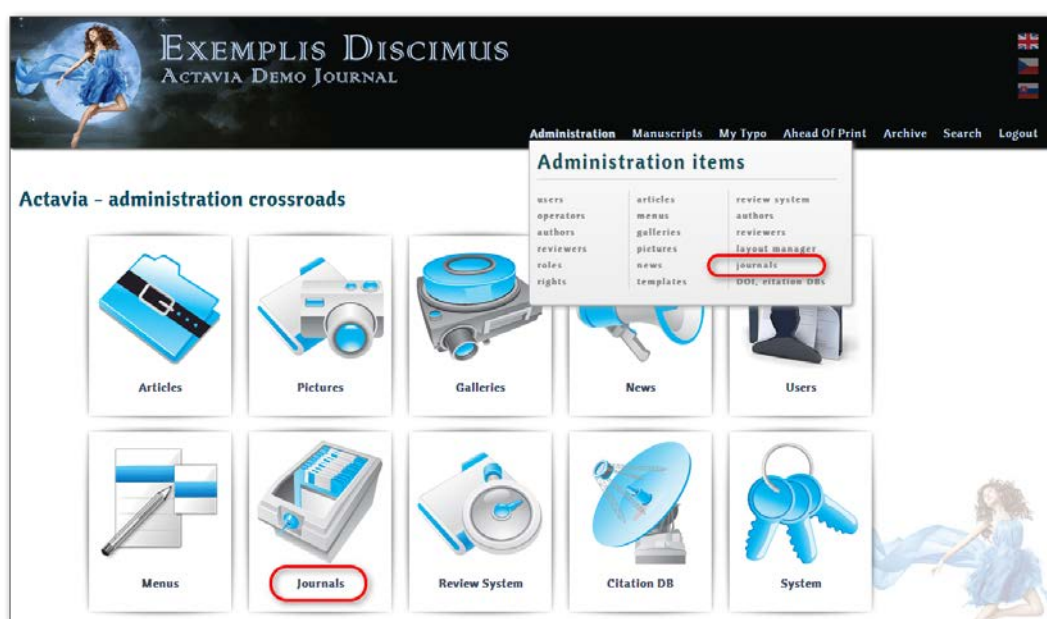 Exemplis Discimus
Actavia Demo Journal
Administration Manuscripts My Typo Ahead Of Print Archive Search Logout
Administration items
users articles review system
operators menus authors
authors galleries reviewers
reviewers pictures layout manager
roles news journals
rights templates DOI, citation DBs
Actavia – administration crossroads
Articles Pictures Galleries News Users
Menus Journals Review System Citation DB System